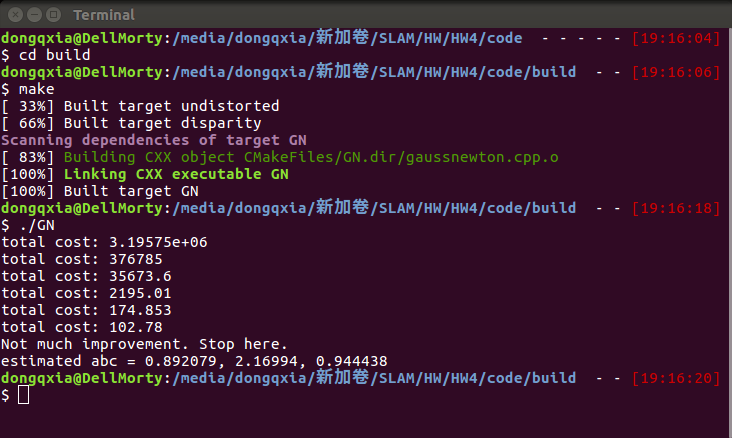 Terminal
dongqxia@DellMorty:/media/dongqxia/新加卷/SLAM/HW/HW4/code - - - - - [19:16:04]
$ cd build
dongqxia@DellMorty:/media/dongqxia/新加卷/SLAM/HW/HW4/code/build - - [19:16:06]
$ make
[ 33%] Built target undistorted
[ 66%] Built target disparity
Scanning dependencies of target GN
[ 83%] Building CXX object CMakeFiles/GN.dir/gaussnewton.cpp.o
[100%] Linking CXX executable GN
[100%] Built target GN
dongqxia@DellMorty:/media/dongqxia/新加卷/SLAM/HW/HW4/code/build - - [19:16:18]
$ ./GN
total cost: 3.19575e+06
total cost: 376785
total cost: 35673.6
total cost: 2195.01
total cost: 174.853
total cost: 102.78
Not much improvement. Stop here.
estimated abc = 0.892079, 2.16994, 0.944438
dongqxia@DellMorty:/media/dongqxia/新加卷/SLAM/HW/HW4/code/build - - [19:16:20]
$